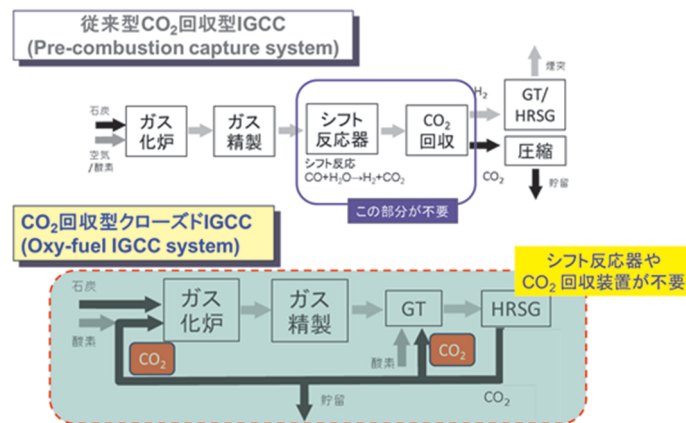 従来型CO₂回収型IGCC
(Pre-combustion capture system)
石炭
空気
/酸素
ガス
化炉
ガス
精製
シフト
反応器
CO₂
回収
シフト反応
CO+H₂O→H₂+CO₂
この部分が不要
H₂
煙突
GT/
HRSG
圧縮
CO₂
貯留
CO₂回収型クローズドIGCC
(Oxy-fuel IGCC system)
シフト反応器や
CO₂回収装置が不要
石炭
酸素
ガス
化炉
ガス
精製
GT
HRSG
CO₂
酸素
CO₂
貯留
CO₂